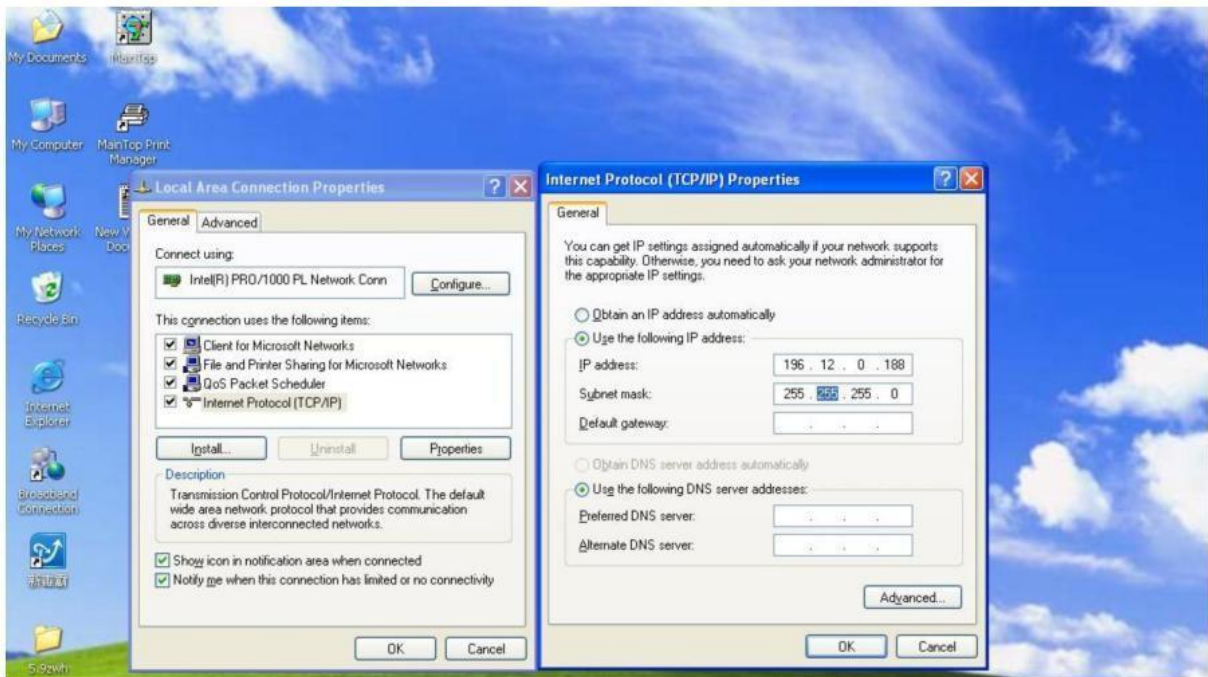 My Documents
MainTop
My Computer
MainTop Print
Manager
My Network
Places
New W
Doc
Recycle Bin
Internet
Explorer
Broadband
Connection
5.9zwh
Local Area Connection Properties
General
Advanced
Connect using:
Intel(R) PRO/1000 PL Network Conn
Configure...
This connection uses the following items:
Client for Microsoft Networks
File and Printer Sharing for Microsoft Networks
QoS Packet Scheduler
Internet Protocol (TCP/IP)
Install...
Uninstall
Properties
Description
Transmission Control Protocol/Internet Protocol. The default
wide area network protocol that provides communication
across diverse interconnected networks.
Show icon in notification area when connected
Notify me when this connection has limited or no connectivity
OK
Cancel
Internet Protocol (TCP/IP) Properties
General
You can get IP settings assigned automatically if your network supports
this capability. Otherwise, you need to ask your network administrator for
the appropriate IP settings.
Obtain an IP address automatically
Use the following IP address:
IP address: 196 . 12 . 0 . 188
Subnet mask: 255 . 255 . 255 . 0
Default gateway: . . .
Obtain DNS server address automatically
Use the following DNS server addresses:
Preferred DNS server: . . .
Alternate DNS server: . . .
Advanced...
OK
Cancel